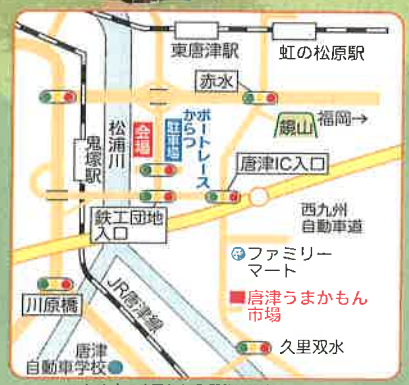 東唐津駅
虹の松原駅
赤水
福岡→
鏡山
鬼塚駅
松浦川
会場
駐車場
ボートレース
からつ
唐津IC入口
鉄工団地
入口
西九州
自動車道
ファミリー
マート
唐津うまかもん
市場
川原橋
JR唐津線
久里双水
唐津
自動車学校